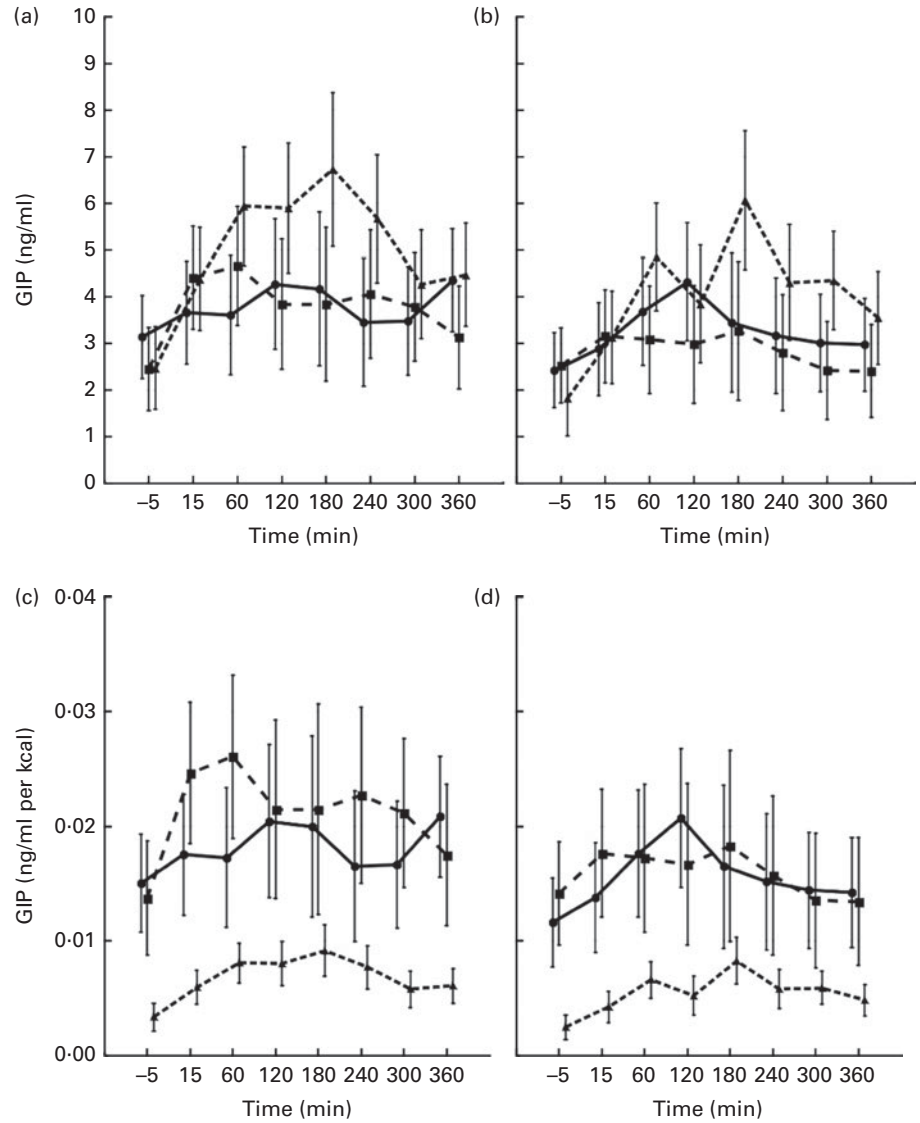 (a)
10
9
8
7
6
5
4
3
2
1
0
GIP (ng/ml)
–5 15 60 120 180 240 300 360
Time (min)
(b)
–5 15 60 120 180 240 300 360
Time (min)
(c)
0·04
0·03
0·02
0·01
0·00
GIP (ng/ml per kcal)
–5 15 60 120 180 240 300 360
Time (min)
(d)
–5 15 60 120 180 240 300 360
Time (min)